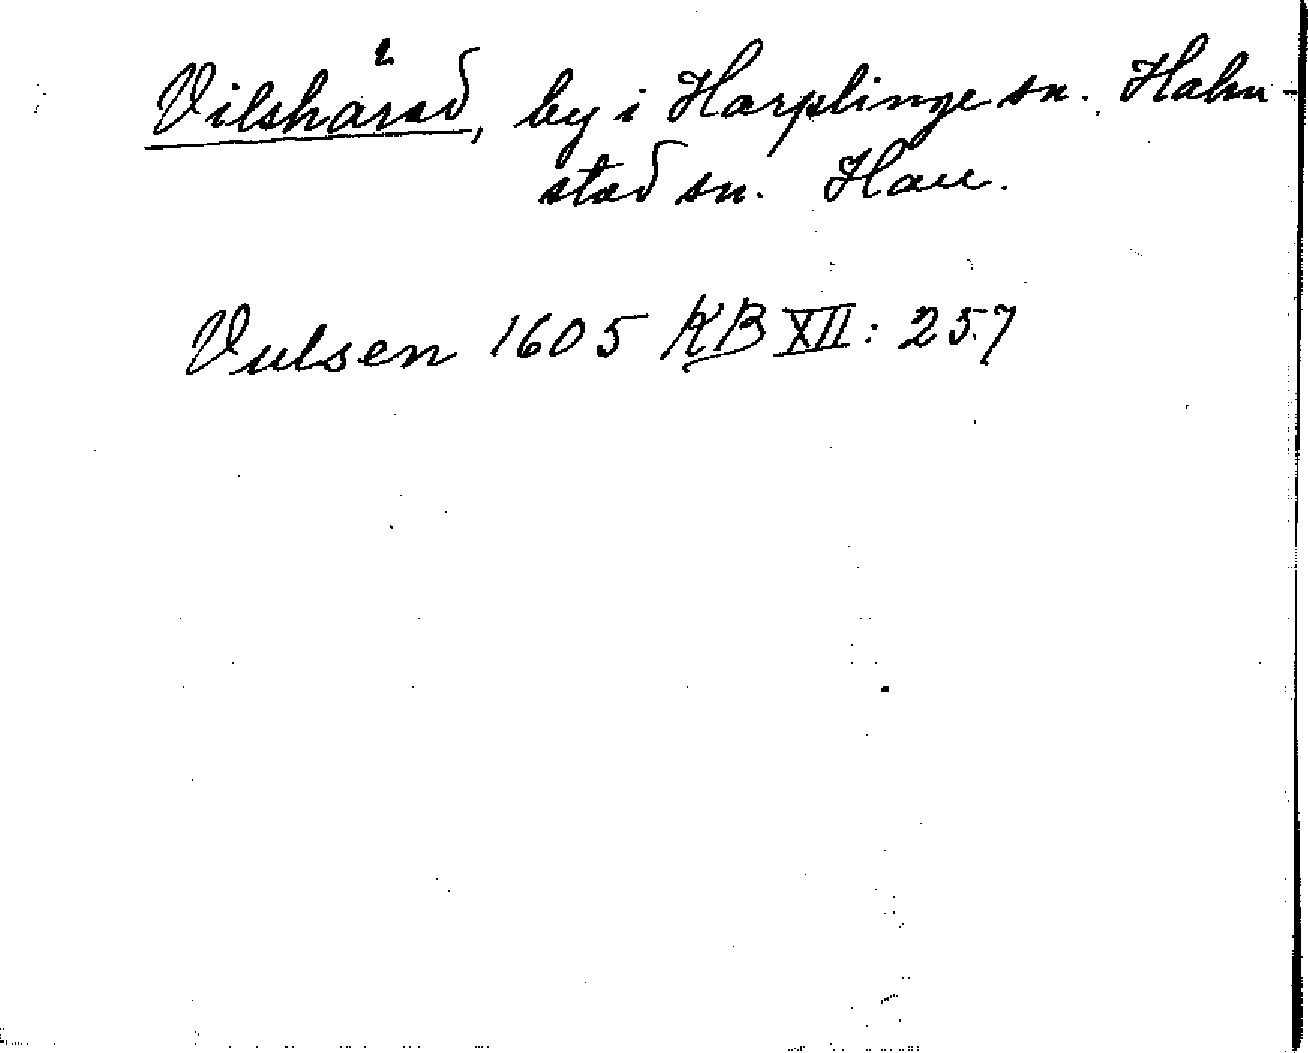 Vilshärad, by i Harplinge sn. Halm-
stad sn. Hall.
Vulsen 1605 KB XII: 257